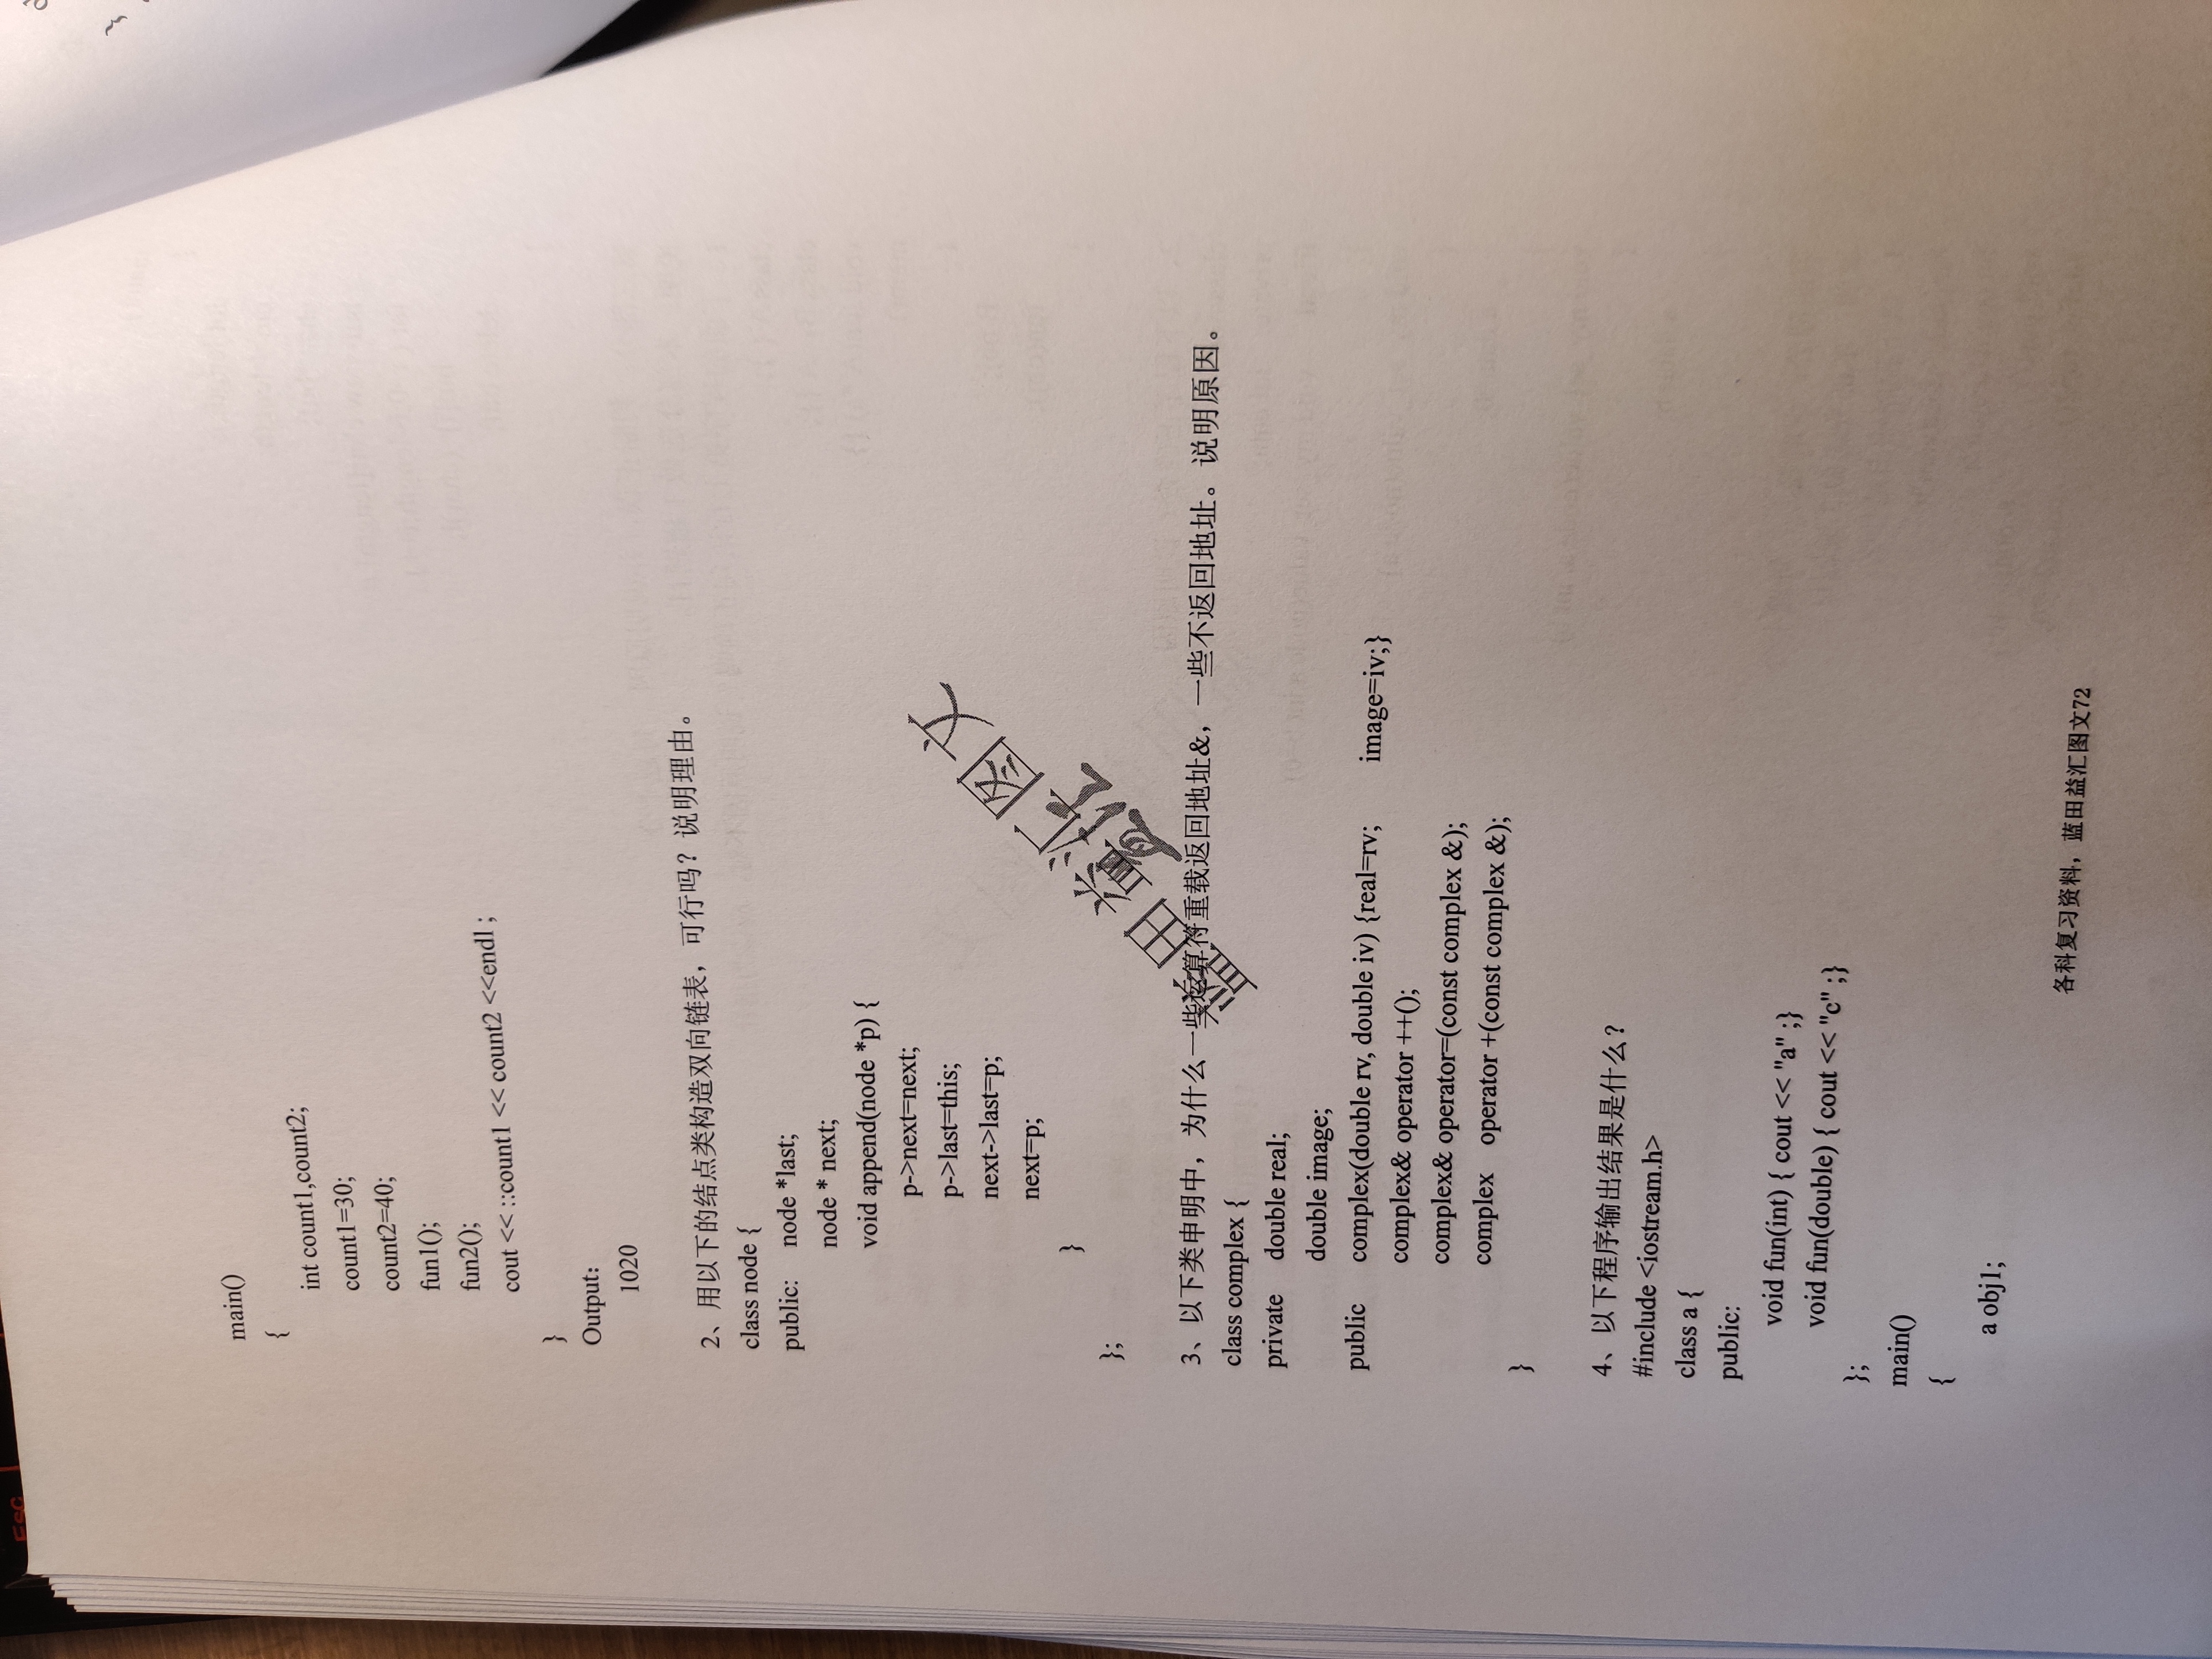 Esc
main()
{
int count1,count2;
count1=30;
count2=40;
fun1();
fun2();
cout << ::count1 << count2 <<endl ;
}
Output:
1020
2、用以下的结点类构造双向链表，可行吗？说明理由。
class node {
public: node *last;
node * next;
void append(node *p) {
p->next=next;
p->last=this;
next->last=p;
next=p;
}
};
蓝田益汇图文
益汇
3、以下类申明中，为什么一些运算符重载返回地址&，一些不返回地址。说明原因。
class complex {
private double real;
double image;
public complex(double rv, double iv) {real=rv; image=iv;}
complex& operator ++();
complex& operator=(const complex &);
complex operator +(const complex &);
}
4、以下程序输出结果是什么？
#include <iostream.h>
class a {
public:
void fun(int) { cout << "a" ;}
void fun(double) { cout << "c" ;}
};
main()
{
a obj1;
各科复习资料，蓝田益汇图文72